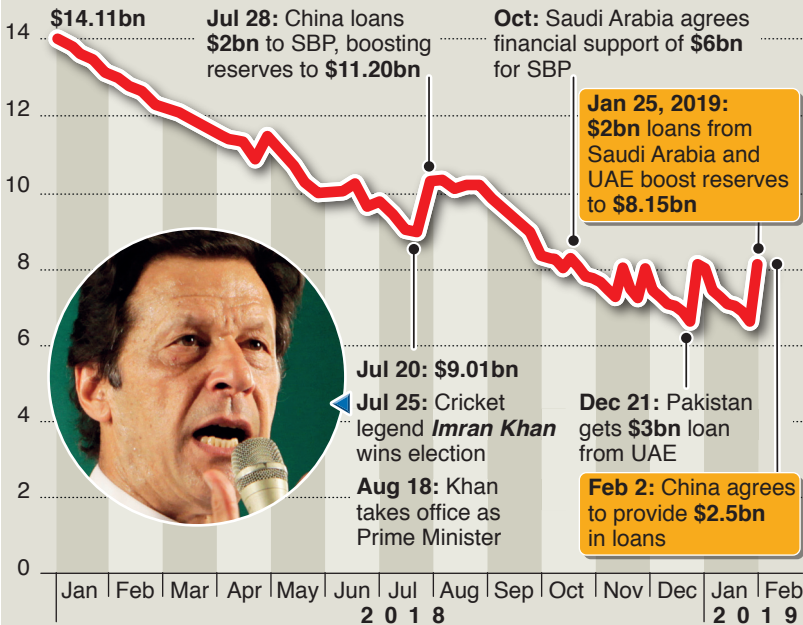 $14.11bn
Jul 28: China loans
$2bn to SBP, boosting
reserves to $11.20bn
Oct: Saudi Arabia agrees
financial support of $6bn
for SBP
Jan 25, 2019:
$2bn loans from
Saudi Arabia and
UAE boost reserves
to $8.15bn
14
12
10
8
6
4
2
0
Jul 20: $9.01bn
Jul 25: Cricket
legend Imran Khan
wins election
Aug 18: Khan
takes office as
Prime Minister
Dec 21: Pakistan
gets $3bn loan
from UAE
Feb 2: China agrees
to provide $2.5bn
in loans
Jan Feb Mar Apr May Jun Jul Aug Sep Oct Nov Dec Jan Feb
2018 2019